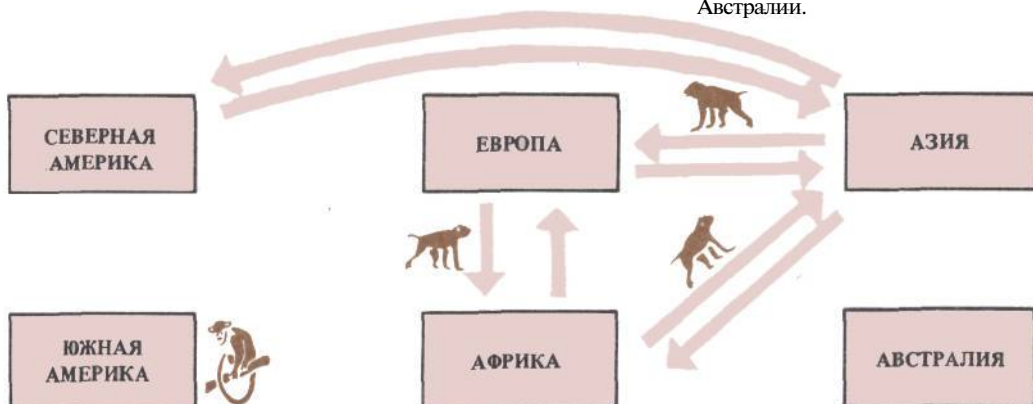 Австралии.
СЕВЕРНАЯ
АМЕРИКА
ЕВРОПА
АЗИЯ
ЮЖНАЯ
АМЕРИКА
АФРИКА
АВСТРАЛИЯ